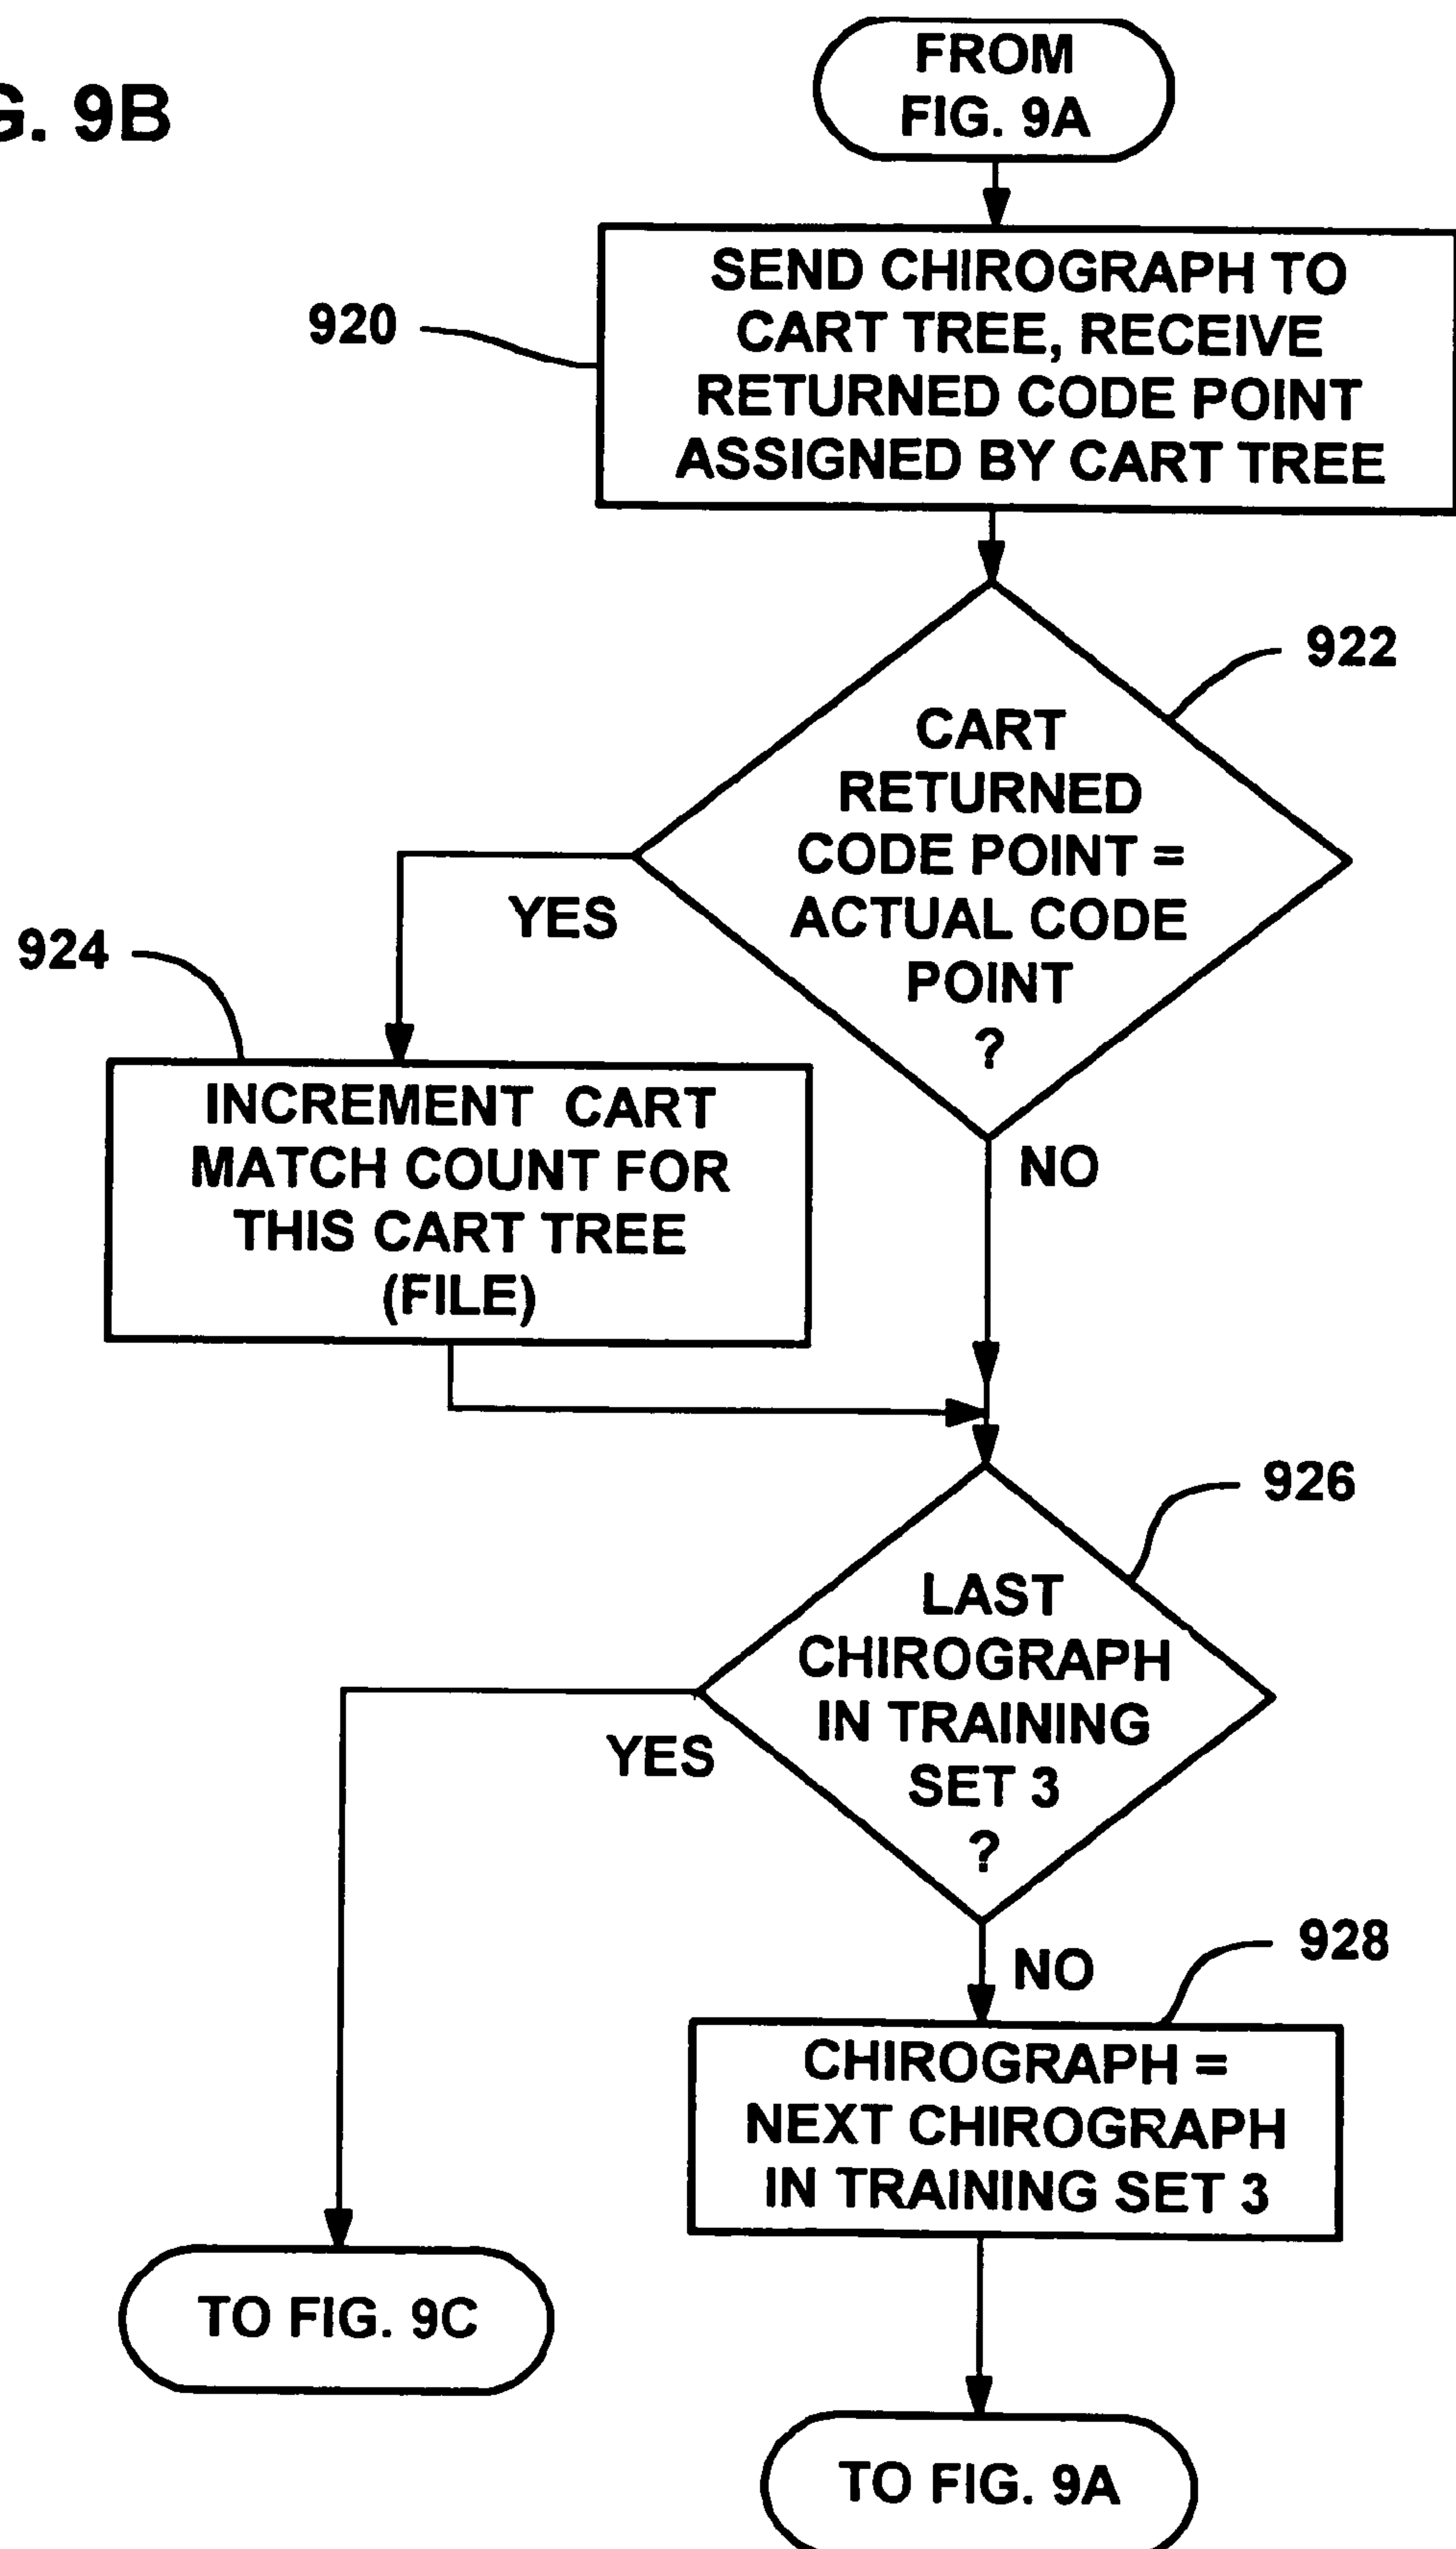 G. 9B
FROM
FIG. 9A
920
SEND CHIROGRAPH TO
CART TREE, RECEIVE
RETURNED CODE POINT
ASSIGNED BY CART TREE
922
CART
RETURNED
CODE POINT =
ACTUAL CODE
POINT
?
YES
NO
924
INCREMENT CART
MATCH COUNT FOR
THIS CART TREE
(FILE)
926
LAST
CHIROGRAPH
IN TRAINING
SET 3
?
YES
NO
928
CHIROGRAPH =
NEXT CHIROGRAPH
IN TRAINING SET 3
TO FIG. 9C
TO FIG. 9A